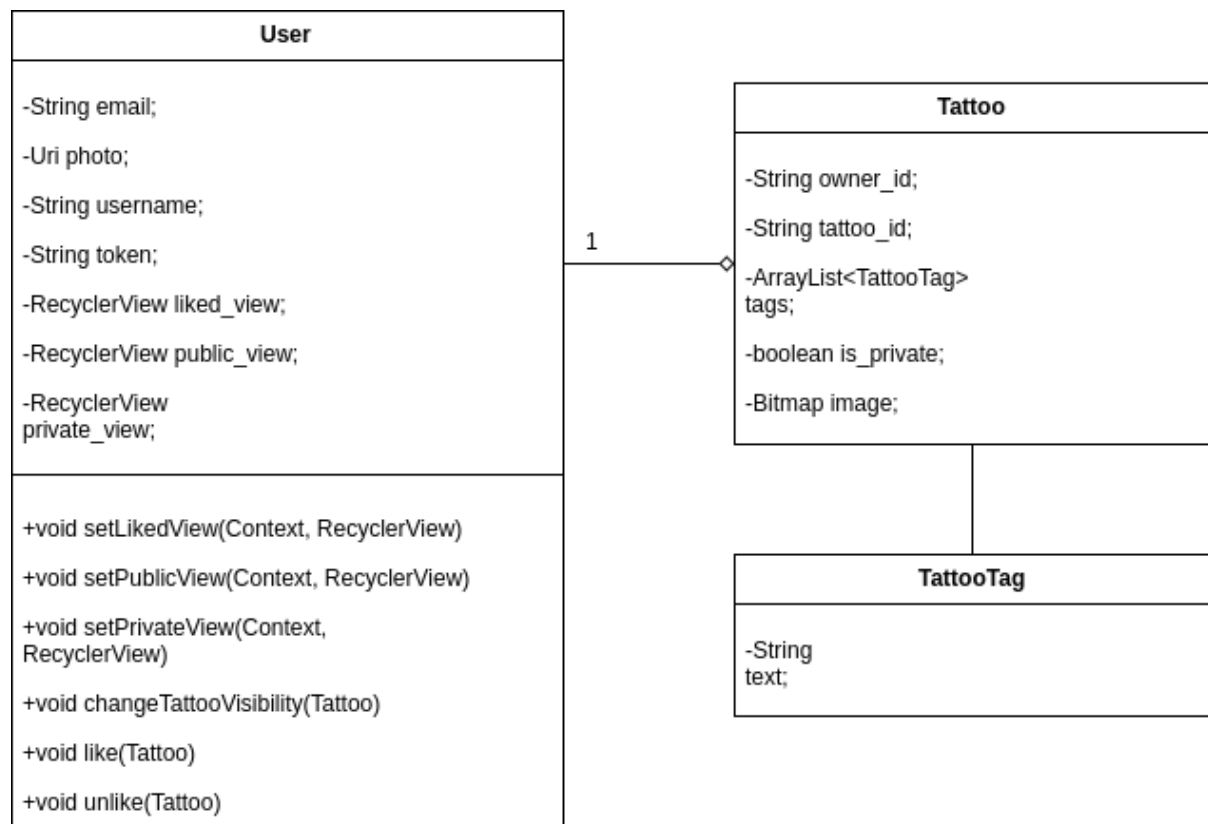 User
-String email;
-Uri photo;
-String username;
-String token;
-RecyclerView liked_view;
-RecyclerView public_view;
-RecyclerView
private_view;
+void setLikedView(Context, RecyclerView)
+void setPublicView(Context, RecyclerView)
+void setPrivateView(Context,
RecyclerView)
+void changeTattooVisibility(Tattoo)
+void like(Tattoo)
+void unlike(Tattoo)
1
Tattoo
-String owner_id;
-String tattoo_id;
-ArrayList<TattooTag>
tags;
-boolean is_private;
-Bitmap image;
TattooTag
-String
text;